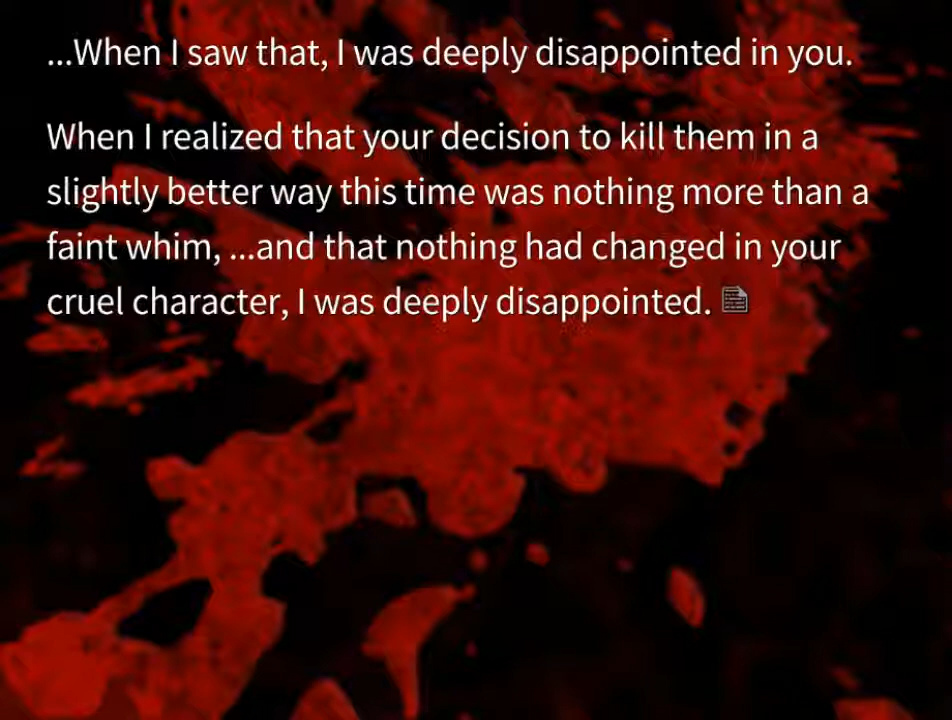 ...When I saw that, I was deeply disappointed in you.
When I realized that your decision to kill them in a
slightly better way this time was nothing more than a
faint whim, ...and that nothing had changed in your
cruel character, I was deeply disappointed.